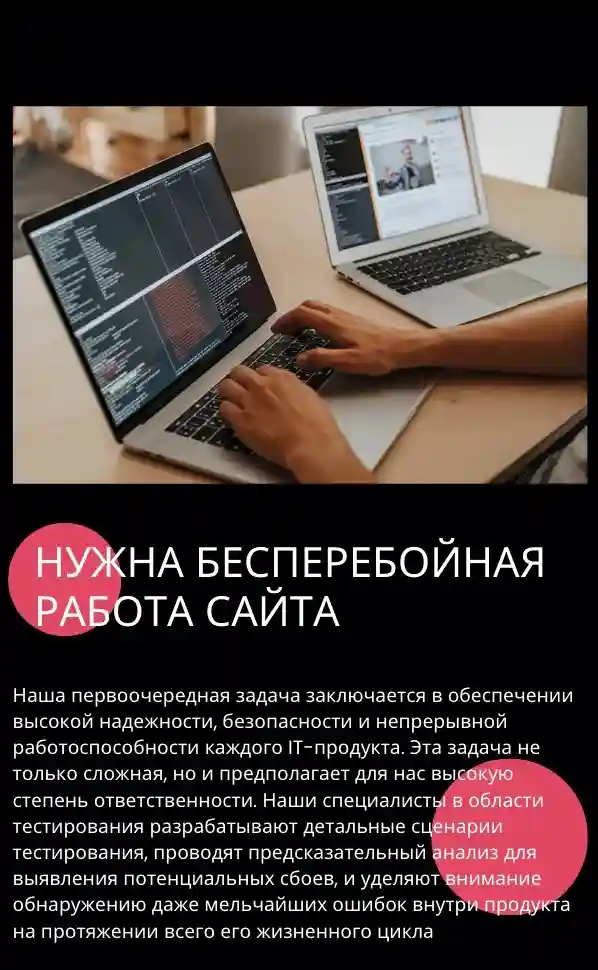 НУЖНА БЕСПЕРЕБОЙНАЯ
РАБОТА САЙТА
Наша первоочередная задача заключается в обеспечении
высокой надежности, безопасности и непрерывной
работоспособности каждого IT-продукта. Эта задача не
только сложная, но и предполагает для нас высокую
степень ответственности. Наши специалисты в области
тестирования разрабатывают детальные сценарии
тестирования, проводят предсказательный анализ для
выявления потенциальных сбоев, и уделяют внимание
обнаружению даже мельчайших ошибок внутри продукта
на протяжении всего его жизненного цикла